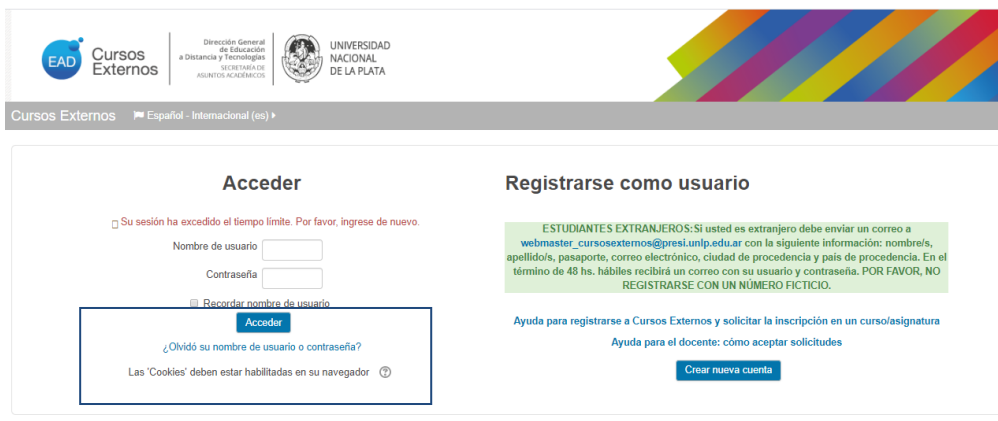 EAD
Cursos
Externos
Dirección General
de Educación
a Distancia y Tecnologías
SECRETARÍA DE
ASUNTOS ACADÉMICOS
UNIVERSIDAD
NACIONAL
DE LA PLATA
Cursos Externos Español - Internacional (es)
Acceder
Su sesión ha excedido el tiempo límite. Por favor, ingrese de nuevo.
Nombre de usuario
Contraseña
Recordar nombre de usuario
Acceder
¿Olvidó su nombre de usuario o contraseña?
Las 'Cookies' deben estar habilitadas en su navegador ?
Registrarse como usuario
ESTUDIANTES EXTRANJEROS:Si usted es extranjero debe enviar un correo a
webmaster_cursosexternos@presi.unlp.edu.ar con la siguiente información: nombre/s,
apellido/s, pasaporte, correo electrónico, ciudad de procedencia y país de procedencia. En el
término de 48 hs. hábiles recibirá un correo con su usuario y contraseña. POR FAVOR, NO
REGISTRARSE CON UN NÚMERO FICTICIO.
Ayuda para registrarse a Cursos Externos y solicitar la inscripción en un curso/asignatura
Ayuda para el docente: cómo aceptar solicitudes
Crear nueva cuenta